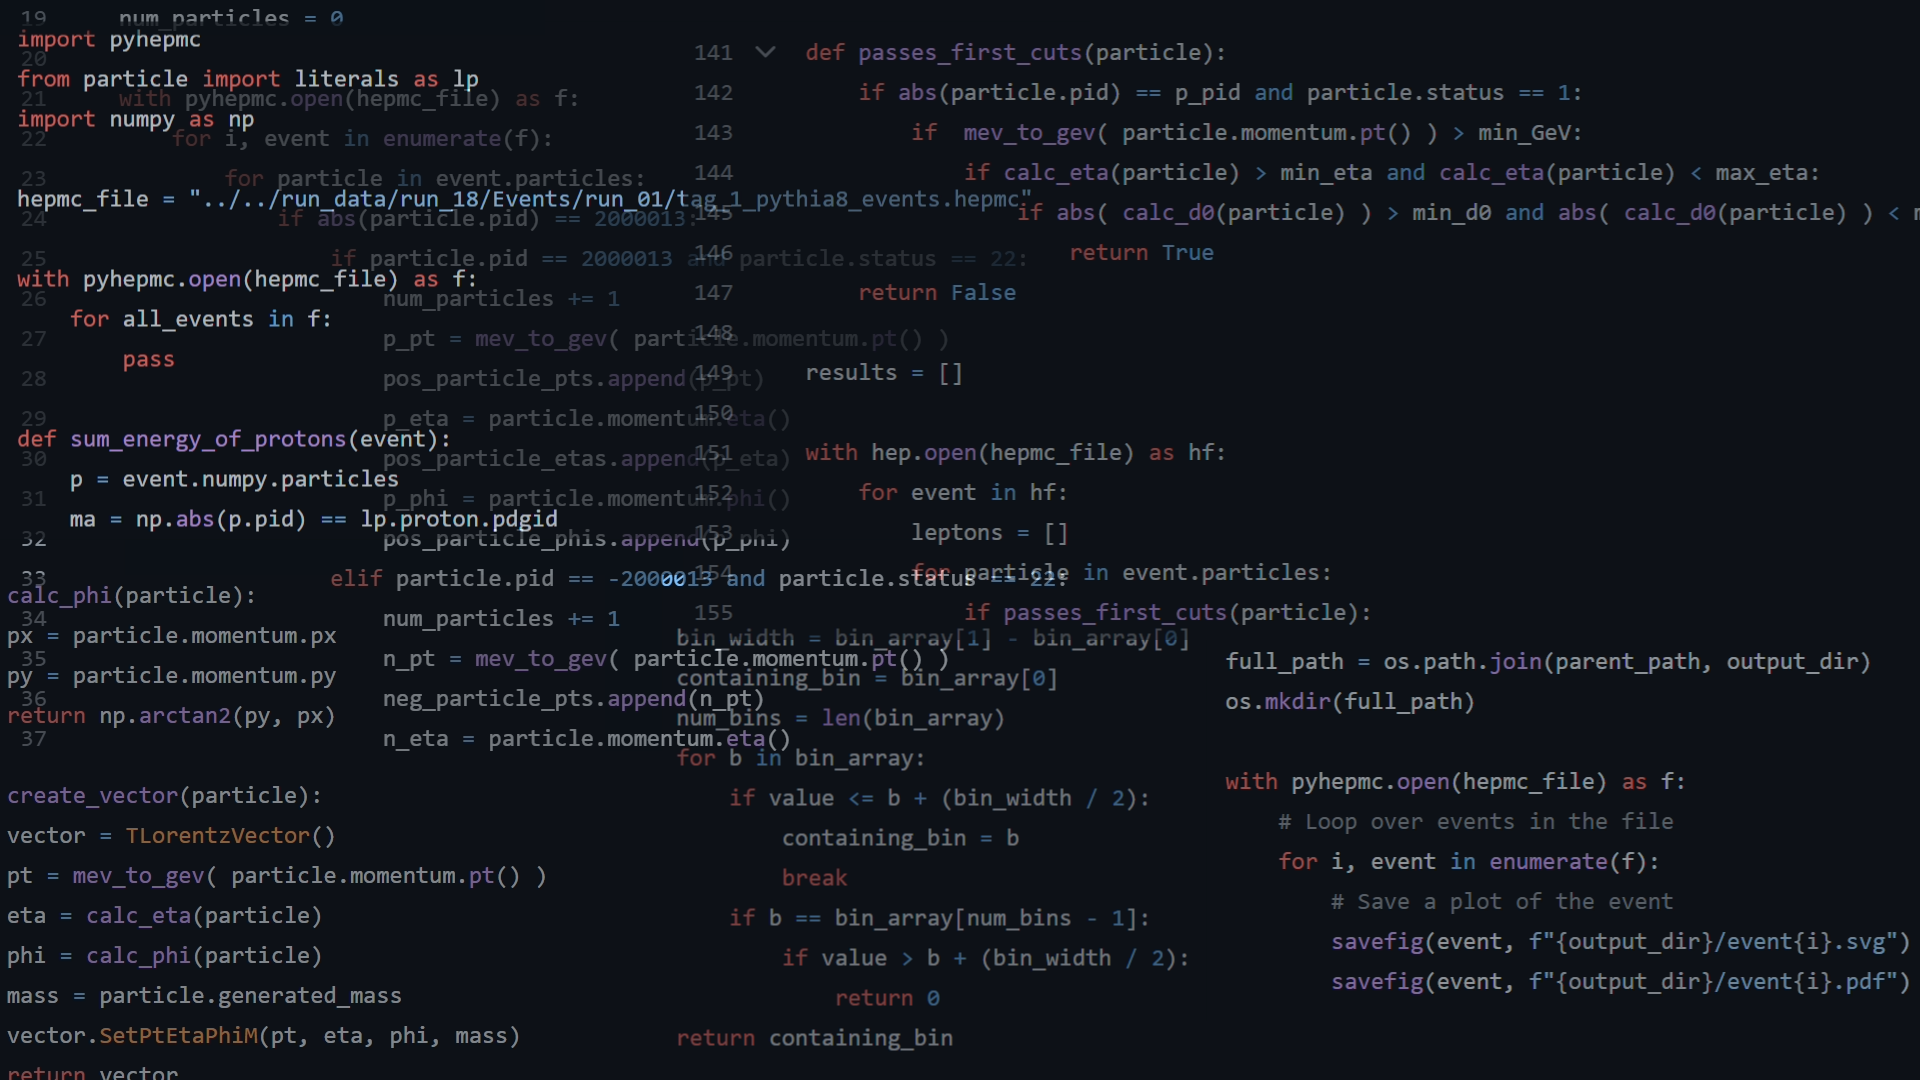 19 num_particles = 0
20
21 with pyhepmc.open(hepmc_file) as f:
22 for i, event in enumerate(f):
23 for particle in event.particles:
24 if abs(particle.pid) == 2000013:
25 if particle.pid == 2000013 and particle.status == 22:
26 num_particles += 1
27 p_pt = mev_to_gev( particle.momentum.pt() )
28 pos_particle_pts.append(p_pt)
29 p_eta = particle.momentum.eta()
30 pos_particle_etas.append(p_eta)
31 p_phi = particle.momentum.phi()
32 pos_particle_phis.append(p_phi)
33 elif particle.pid == -2000013 and particle.status == 22:
34 num_particles += 1
35 n_pt = mev_to_gev( particle.momentum.pt() )
36 neg_particle_pts.append(n_pt)
37 n_eta = particle.momentum.eta()
import pyhepmc
from particle import literals as lp
import numpy as np
hepmc_file = "../../run_data/run_18/Events/run_01/tag_1_pythia8_events.hepmc"
with pyhepmc.open(hepmc_file) as f:
for all_events in f:
pass
def sum_energy_of_protons(event):
p = event.numpy.particles
ma = np.abs(p.pid) == lp.proton.pdgid
calc_phi(particle):
px = particle.momentum.px
py = particle.momentum.py
return np.arctan2(py, px)
create_vector(particle):
vector = TLorentzVector()
pt = mev_to_gev( particle.momentum.pt() )
eta = calc_eta(particle)
phi = calc_phi(particle)
mass = particle.generated_mass
vector.SetPtEtaPhiM(pt, eta, phi, mass)
return vector
141 def passes_first_cuts(particle):
142 if abs(particle.pid) == p_pid and particle.status == 1:
143 if mev_to_gev( particle.momentum.pt() ) > min_GeV:
144 if calc_eta(particle) > min_eta and calc_eta(particle) < max_eta:
145 if abs( calc_d0(particle) ) > min_d0 and abs( calc_d0(particle) ) <
146 return True
147 return False
148
149 results = []
150
151 with hep.open(hepmc_file) as hf:
152 for event in hf:
153 leptons = []
154 for particle in event.particles:
155 if passes_first_cuts(particle):
bin_width = bin_array[1] - bin_array[0]
containing_bin = bin_array[0]
num_bins = len(bin_array)
for b in bin_array:
if value <= b + (bin_width / 2):
containing_bin = b
break
if b == bin_array[num_bins - 1]:
if value > b + (bin_width / 2):
return 0
return containing_bin
full_path = os.path.join(parent_path, output_dir)
os.mkdir(full_path)
with pyhepmc.open(hepmc_file) as f:
# Loop over events in the file
for i, event in enumerate(f):
# Save a plot of the event
savefig(event, f"{output_dir}/event{i}.svg")
savefig(event, f"{output_dir}/event{i}.pdf")